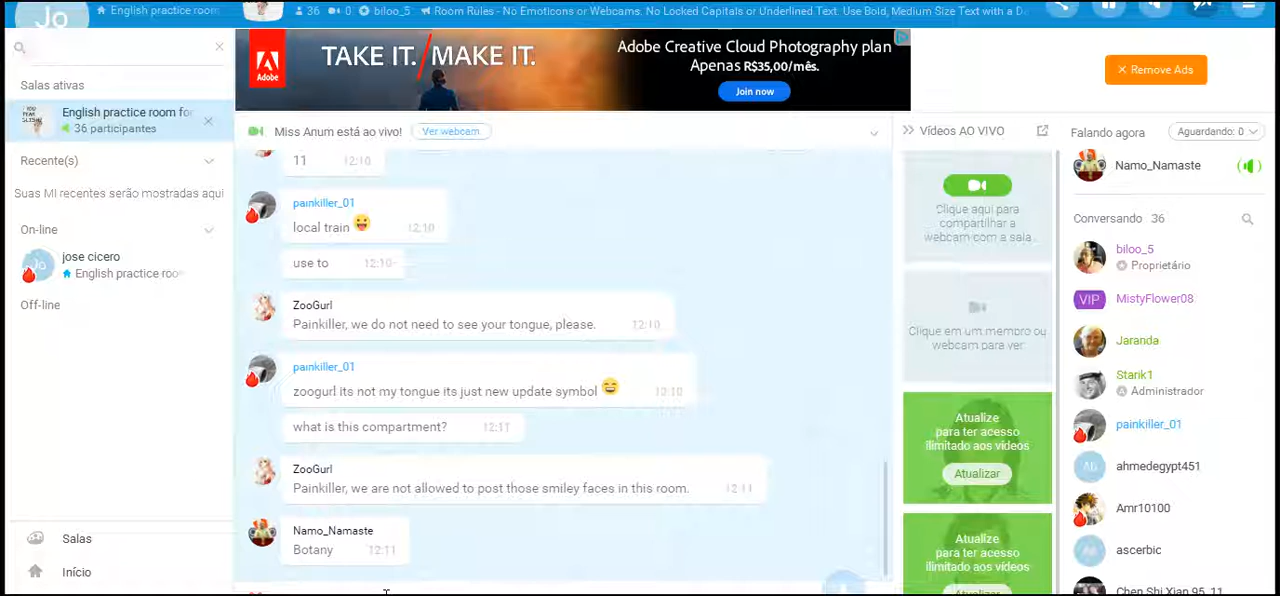 Jo
English practice room
36
0
biloo_5
Room Rules - No Emoticons or Webcams. No Locked Capitals or Underlined Text. Use Bold, Medium Size Text with a D
Salas ativas
English practice room for
36 participantes
Recente(s)
Suas MI recentes serão mostradas aqui
On-line
Jo
jose cicero
English practice room
Off-line
Salas
Início
Adobe
TAKE IT. / MAKE IT.
Adobe Creative Cloud Photography plan
Apenas R$35,00/mês.
Join now
× Remove Ads
Miss Anum está ao vivo!
Ver webcam
11 12:10
painkiller_01
local train 😛 12:10
use to 12:10
ZooGurl
Painkiller, we do not need to see your tongue, please. 12:10
painkiller_01
zoogurl its not my tongue its just new update symbol 😄 12:10
what is this compartment? 12:11
ZooGurl
Painkiller, we are not allowed to post those smiley faces in this room. 12:11
Namo_Namaste
Botany 12:11
Vídeos AO VIVO
Clique aqui para
compartilhar a
webcam com a sala
Clique em um membro ou
webcam para ver
Atualize
para ter acesso
ilimitado aos vídeos
Atualizar
Atualize
para ter acesso
ilimitado aos vídeos
Atualizar
Falando agora
Aguardando: 0
Namo_Namaste
Conversando 36
biloo_5
Proprietário
VIP
MistyFlower08
Jaranda
Starik1
Administrador
painkiller_01
ahmedegypt451
Amr10100
ascerbic
Chen Shi Xian 95_11